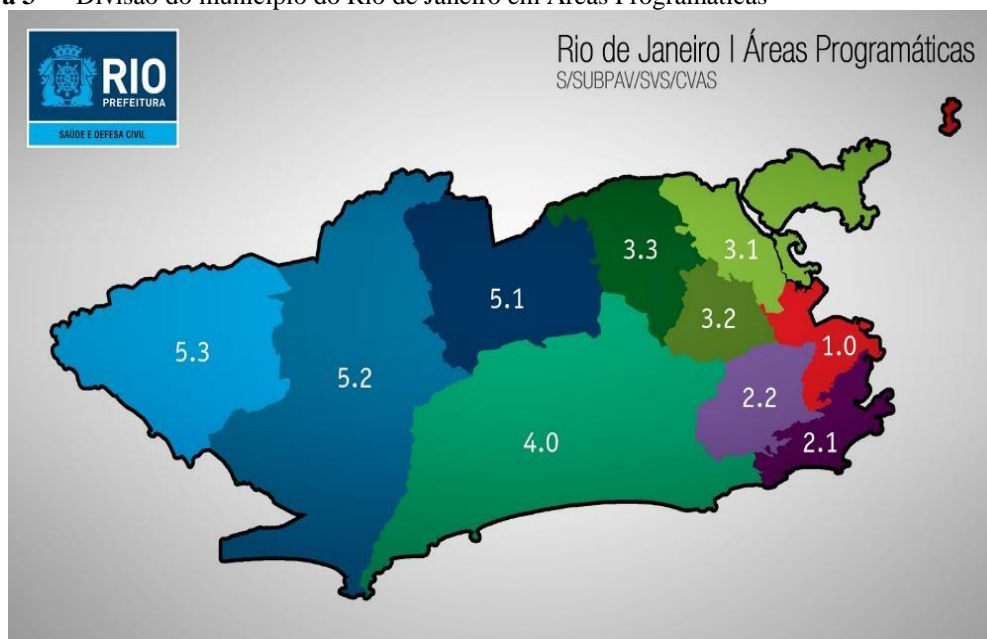 Divisão do município do Rio de Janeiro em Áreas Programáticas
RIO
PREFEITURA
SAÚDE E DEFESA CIVIL
Rio de Janeiro | Áreas Programáticas
S/SUBPAV/SVS/CVAS
3.3
3.1
5.1
3.2
5.3
1.0
5.2
2.2
4.0
2.1